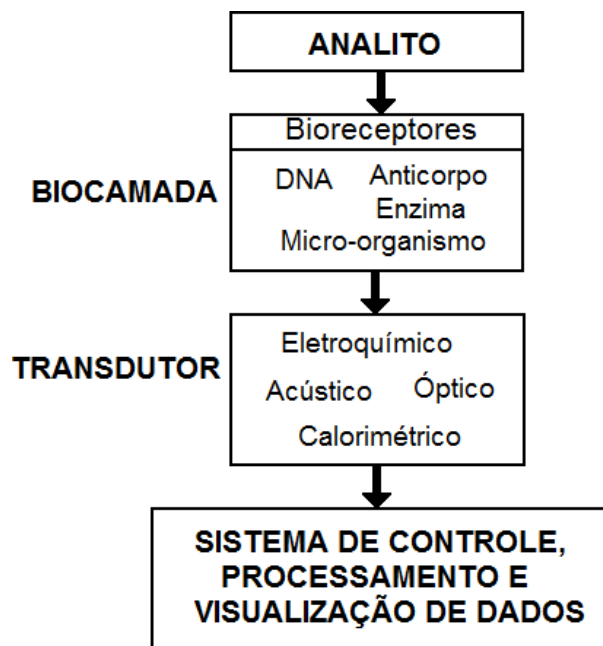 ANALITO
Bioreceptores
BIOCAMADA
DNA Anticorpo
Enzima
Micro-organismo
TRANSDUTOR
Eletroquímico
Acústico Óptico
Calorimétrico
SISTEMA DE CONTROLE,
PROCESSAMENTO E
VISUALIZAÇÃO DE DADOS